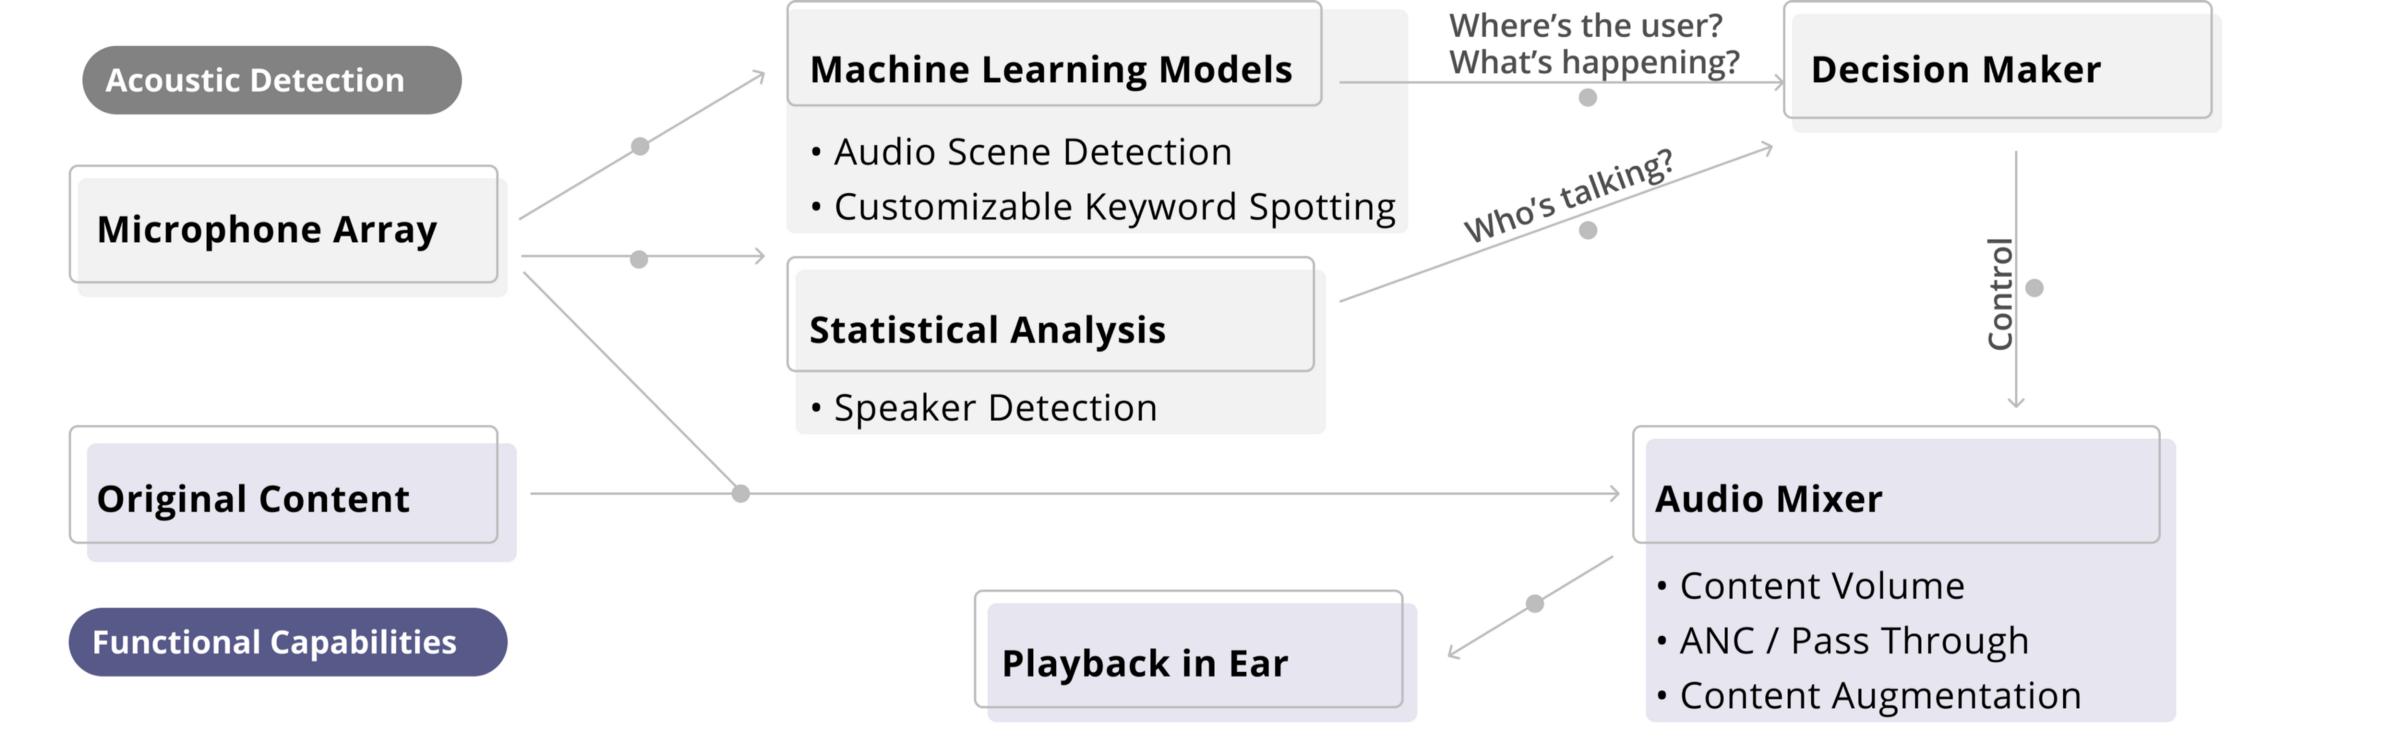 Acoustic Detection
Microphone Array
Original Content
Functional Capabilities
Machine Learning Models
• Audio Scene Detection
• Customizable Keyword Spotting
Statistical Analysis
• Speaker Detection
Where’s the user?
What’s happening?
Who’s talking?
Decision Maker
Control
Audio Mixer
• Content Volume
• ANC / Pass Through
• Content Augmentation
Playback in Ear